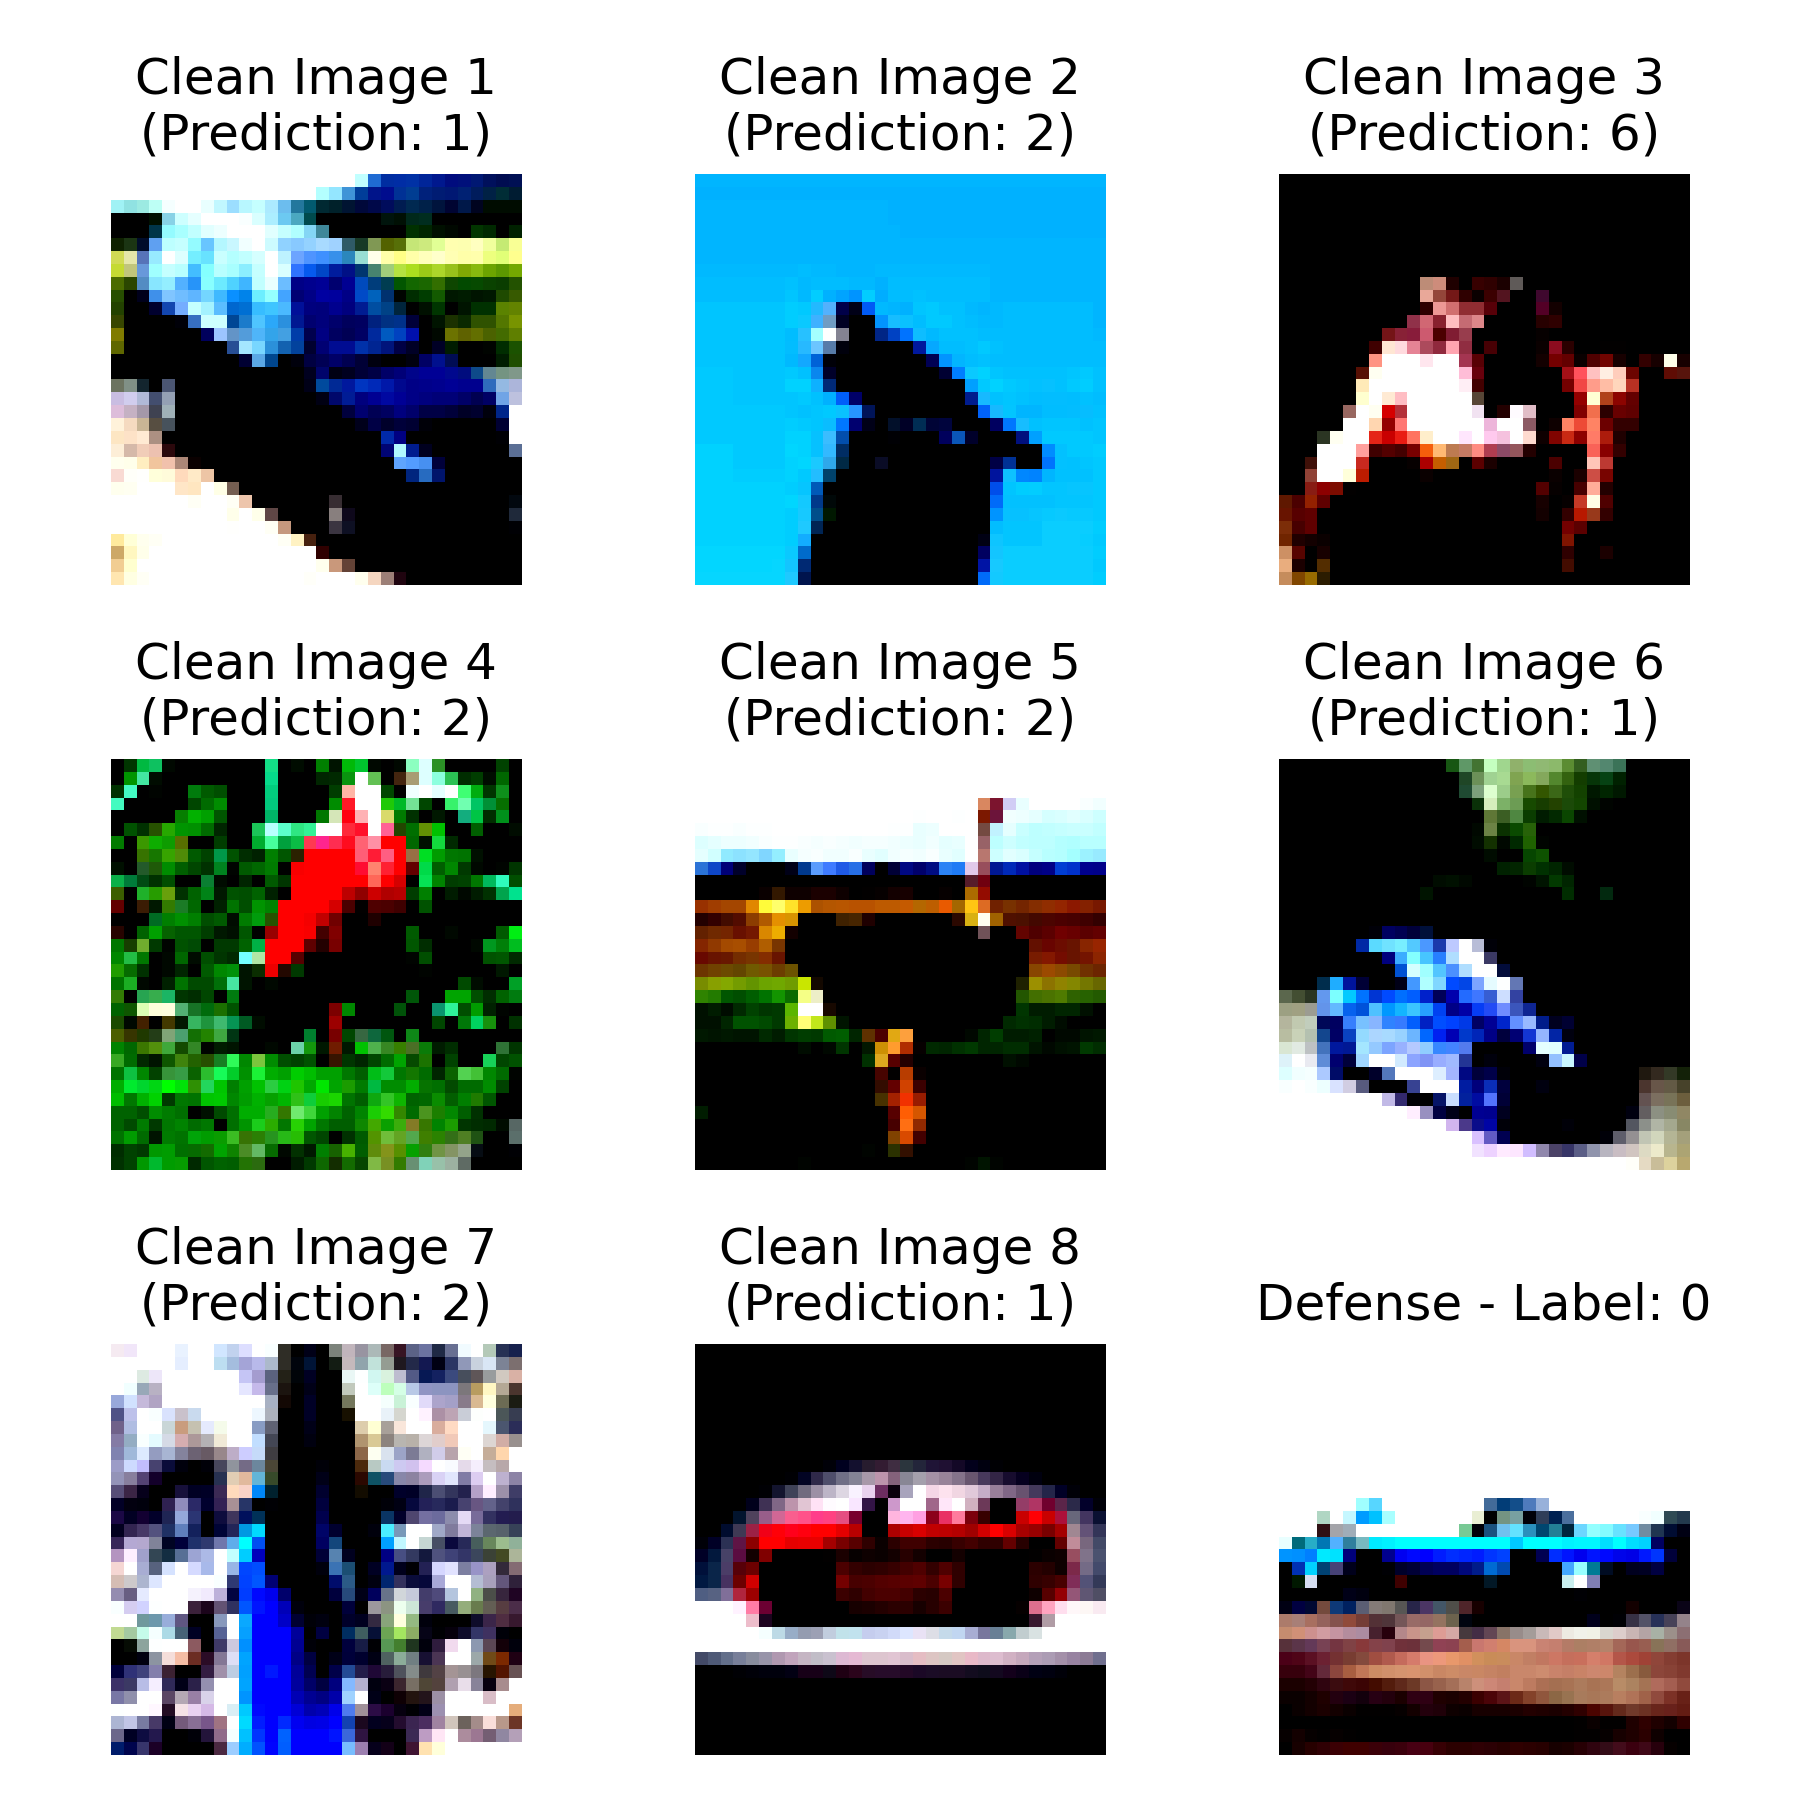 Clean Image 1
(Prediction: 1)
Clean Image 2
(Prediction: 2)
Clean Image 3
(Prediction: 6)
Clean Image 4
(Prediction: 2)
Clean Image 5
(Prediction: 2)
Clean Image 6
(Prediction: 1)
Clean Image 7
(Prediction: 2)
Clean Image 8
(Prediction: 1)
Defense - Label: 0